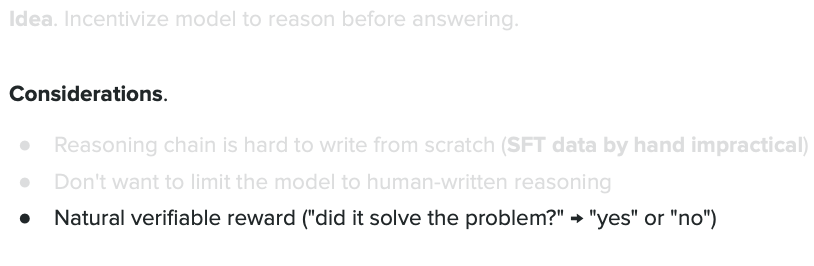 Idea. Incentivize model to reason before answering.
Considerations.
● Reasoning chain is hard to write from scratch (SFT data by hand impractical)
● Don't want to limit the model to human-written reasoning
● Natural verifiable reward ("did it solve the problem?" → "yes" or "no")